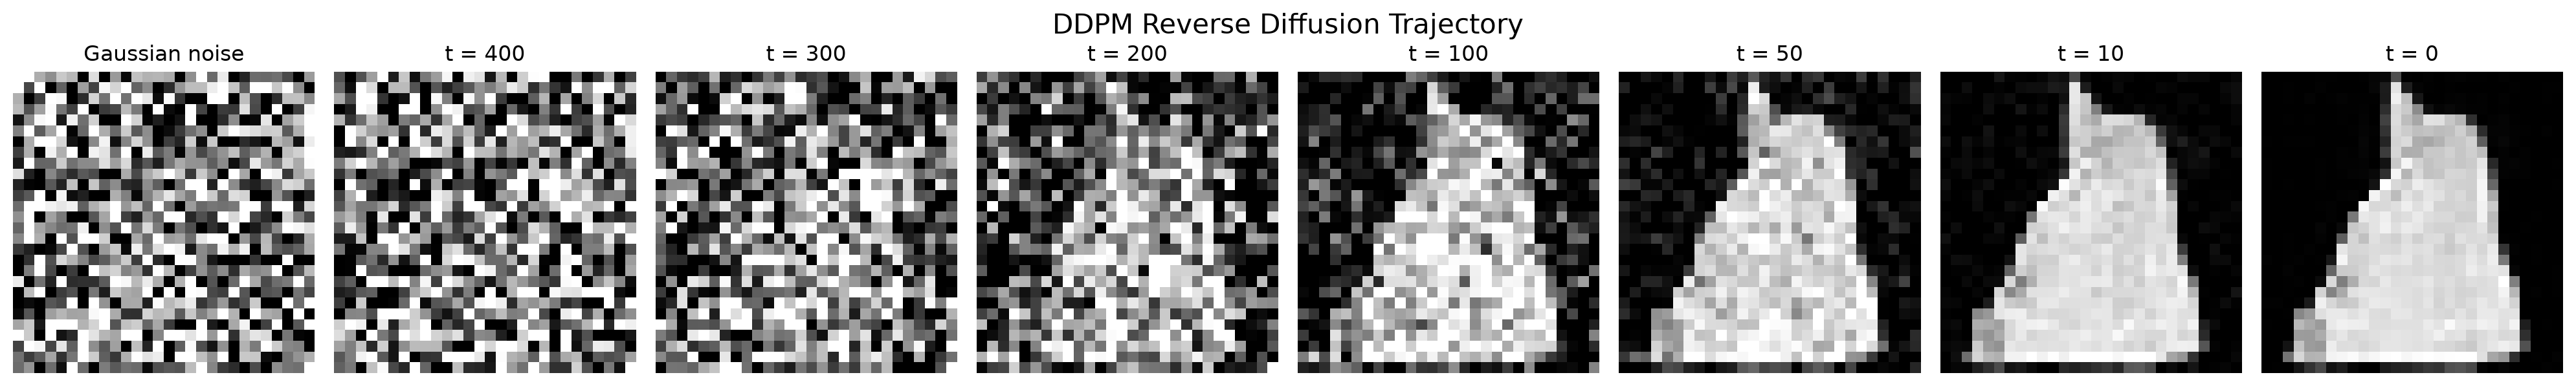 DDPM Reverse Diffusion Trajectory
Gaussian noise
t = 400
t = 300
t = 200
t = 100
t = 50
t = 10
t = 0